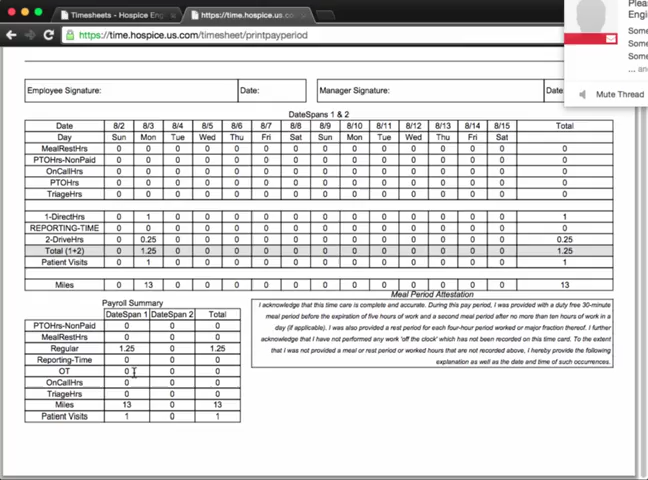 Timesheets - Hospice Eng
https://time.hospice.us.com
https://time.hospice.us.com/timesheet/printpayperiod
Plea
Engi
Some
Some
Some
... an
Mute Thread
Employee Signature: Date: Manager Signature: Date
DateSpans 1 & 2
Date 8/2 8/3 8/4 8/5 8/6 8/7 8/8 8/9 8/10 8/11 8/12 8/13 8/14 8/15 Total
Day Sun Mon Tue Wed Thu Fri Sat Sun Mon Tue Wed Thu Fri Sat
MealRestHrs 0 0 0 0 0 0 0 0 0 0 0 0 0 0 0
PTOHrs-NonPaid 0 0 0 0 0 0 0 0 0 0 0 0 0 0 0
OnCallHrs 0 0 0 0 0 0 0 0 0 0 0 0 0 0 0
PTOHrs 0 0 0 0 0 0 0 0 0 0 0 0 0 0 0
TriageHrs 0 0 0 0 0 0 0 0 0 0 0 0 0 0 0
1-DirectHrs 0 1 0 0 0 0 0 0 0 0 0 0 0 0 1
REPORTING-TIME 0 0 0 0 0 0 0 0 0 0 0 0 0 0 0
2-DriveHrs 0 0.25 0 0 0 0 0 0 0 0 0 0 0 0 0.25
Total (1+2) 0 1.25 0 0 0 0 0 0 0 0 0 0 0 0 1.25
Patient Visits 0 1 0 0 0 0 0 0 0 0 0 0 0 0 1
Miles 0 13 0 0 0 0 0 0 0 0 0 0 0 0 13
Payroll Summary
DateSpan 1 DateSpan 2 Total
PTOHrs-NonPaid 0 0 0
MealRestHrs 0 0 0
Regular 1.25 0 1.25
Reporting-Time 0 0 0
OT 0 0 0
OnCallHrs 0 0 0
TriageHrs 0 0 0
Miles 13 0 13
Patient Visits 1 0 1
Meal Period Attestation
I acknowledge that this time care is complete and accurate. During this pay period, I was provided with a duty free 30-minute
meal period before the expiration of five hours of work and a second meal period after no more than ten hours of work in a
day (if applicable). I was also provided a rest period for each four-hour period worked or major fraction thereof. I further
acknowledge that I have not performed any work 'off the clock' which has not been recorded on this time card. To the extent
that I was not provided a meal or rest period or worked hours that are not recorded above, I hereby provide the following
explanation as well as the date and time of such occurrences.